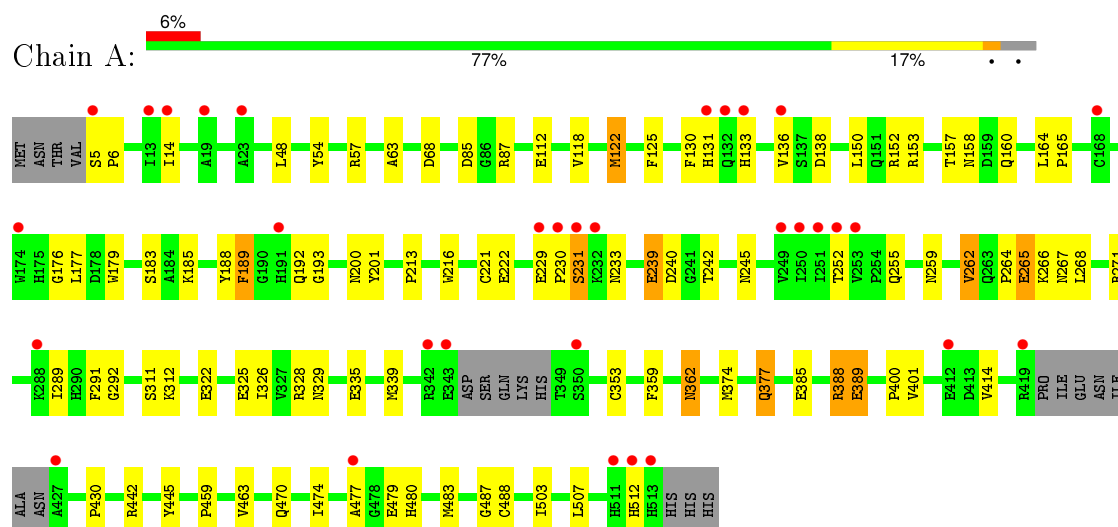 6%
Chain A:
77% 17% • •
MET ASN THR VAL S5 P6 I13 I14 A19 A23 L48 Y54 R57 A63 D68 D85 G86 R87 E112 V118 M122 F125 F130 H131 Q132 H133 V136 S137 D138 L150 Q151 R152 R153 T157 N158 D159 Q160 L164 P165 C168
W174 H175 G176 L177 D178 W179 S183 A184 K185 Y188 F189 G190 H191 Q192 G193 N200 Y201 P213 W216 C221 E222 E229 P230 S231 K232 N233 E239 D240 G241 T242 N245 V249 I250 I251 T252 V253 P254 Q255 N259 V262 Q263 P264 E265 K266 N267 L268 R271
K288 I289 H290 F291 G292 S311 K312 E322 E325 I326 V327 R328 N329 E335 M339 R342 E343 ASP SER GLN LYS HIS T349 S350 C353 F359 N362 M374 Q377 E385 R388 E389 P400 V401 E412 D413 V414 R419 PRO ILE GLU ASN ILE
ALA ASN A427 P430 R442 Y445 P459 V463 Q470 I474 A477 G478 E479 H480 M483 G487 C488 I503 L507 H511 H512 H513 HIS HIS HIS